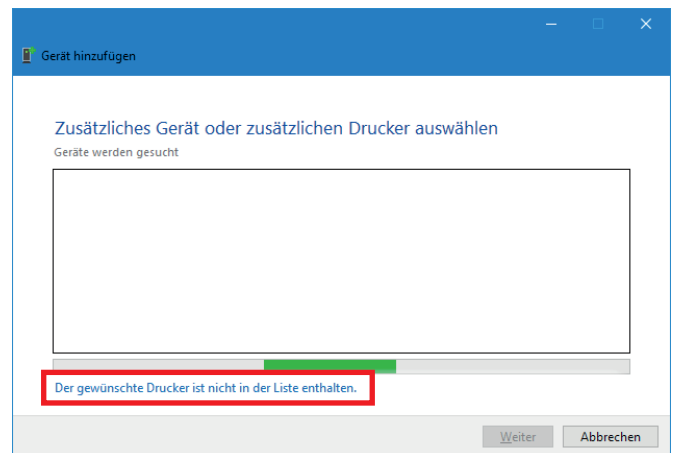 Gerät hinzufügen
Zusätzliches Gerät oder zusätzlichen Drucker auswählen
Geräte werden gesucht
Der gewünschte Drucker ist nicht in der Liste enthalten.
Weiter Abbrechen